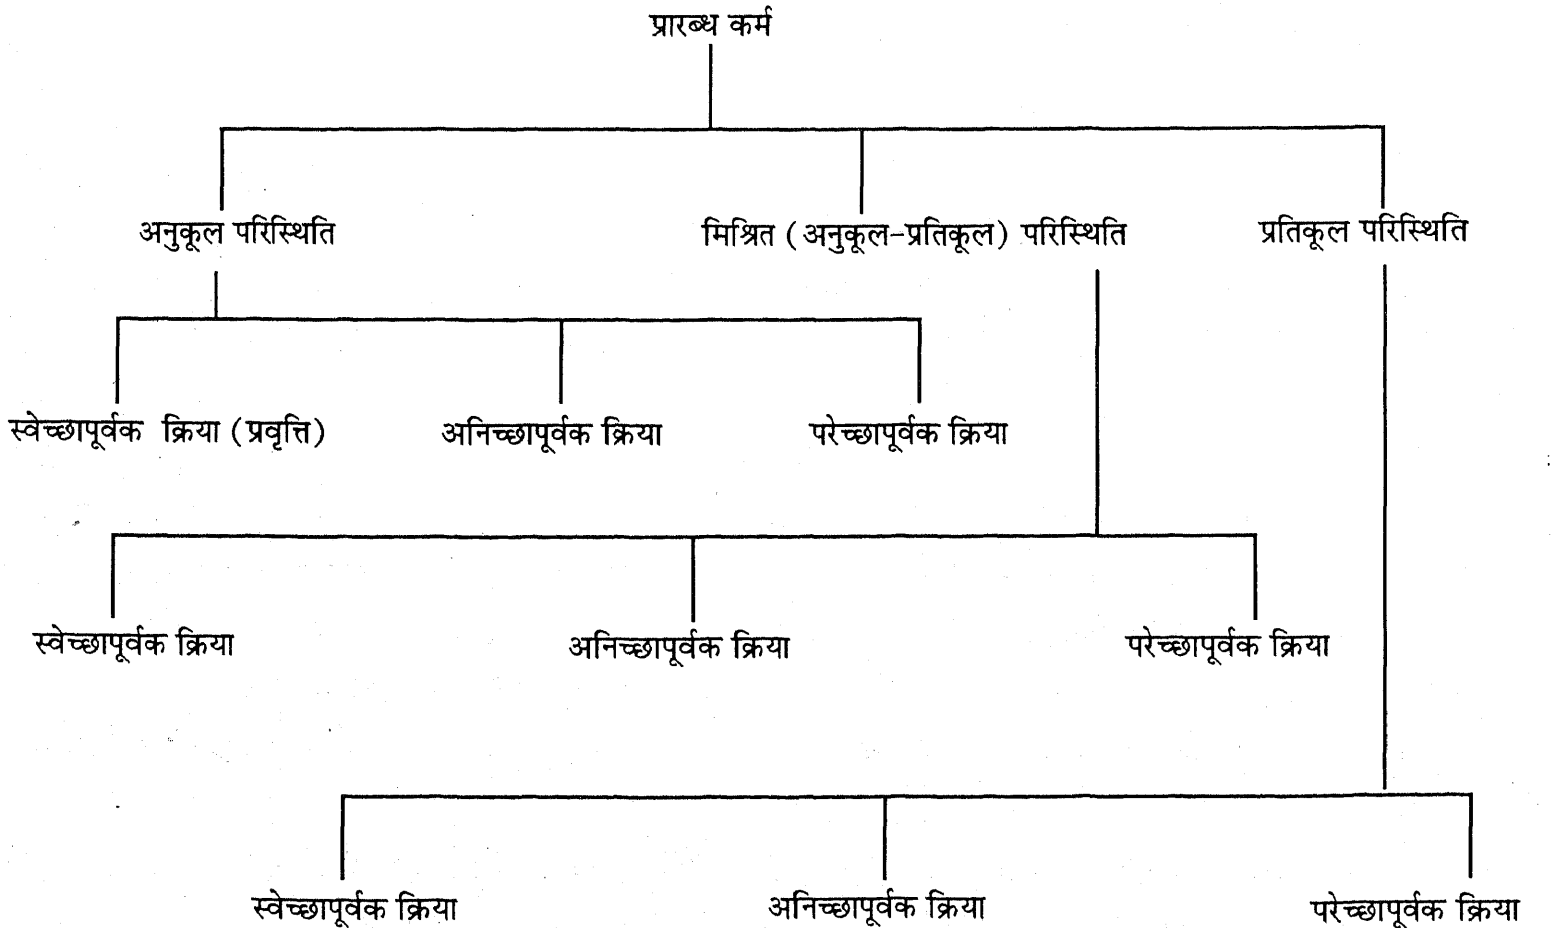 प्रारब्ध कर्म
अनुकूल परिस्थिति मिश्रित (अनुकूल-प्रतिकूल) परिस्थिति प्रतिकूल परिस्थिति
स्वेच्छापूर्वक क्रिया (प्रवृत्ति) अनिच्छापूर्वक क्रिया परेच्छापूर्वक क्रिया
स्वेच्छापूर्वक क्रिया अनिच्छापूर्वक क्रिया परेच्छापूर्वक क्रिया
स्वेच्छापूर्वक क्रिया अनिच्छापूर्वक क्रिया परेच्छापूर्वक क्रिया